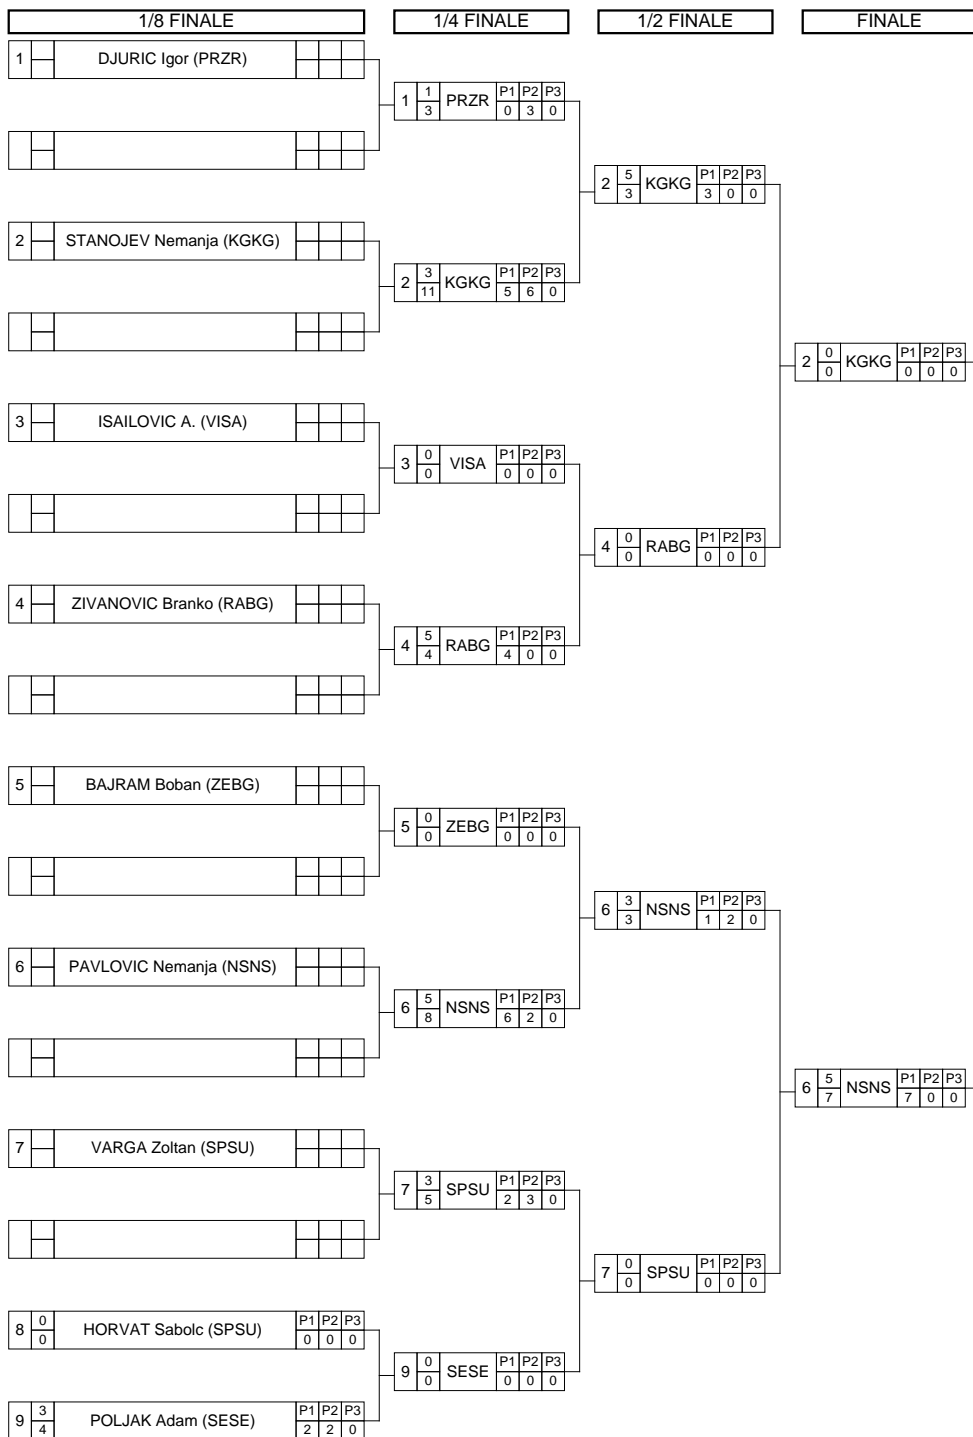 1/8 FINALE 1/4 FINALE 1/2 FINALE FINALE
1 DJURIC Igor (PRZR)
1 1 3 PRZR P1 P2 P3 0 3 0
2 5 3 KGKG P1 P2 P3 3 0 0
2 STANOJEV Nemanja (KGKG)
2 3 11 KGKG P1 P2 P3 5 6 0
2 0 0 KGKG P1 P2 P3 0 0 0
3 ISAILOVIC A. (VISA)
3 0 0 VISA P1 P2 P3 0 0 0
4 0 0 RABG P1 P2 P3 0 0 0
4 ZIVANOVIC Branko (RABG)
4 5 4 RABG P1 P2 P3 4 0 0
5 BAJRAM Boban (ZEBG)
5 0 0 ZEBG P1 P2 P3 0 0 0
6 3 3 NSNS P1 P2 P3 1 2 0
6 PAVLOVIC Nemanja (NSNS)
6 5 8 NSNS P1 P2 P3 6 2 0
6 5 7 NSNS P1 P2 P3 7 0 0
7 VARGA Zoltan (SPSU)
7 3 5 SPSU P1 P2 P3 2 3 0
7 0 0 SPSU P1 P2 P3 0 0 0
8 0 0 HORVAT Sabolc (SPSU) P1 P2 P3 0 0 0
9 0 0 SESE P1 P2 P3 0 0 0
9 3 4 POLJAK Adam (SESE) P1 P2 P3 2 2 0